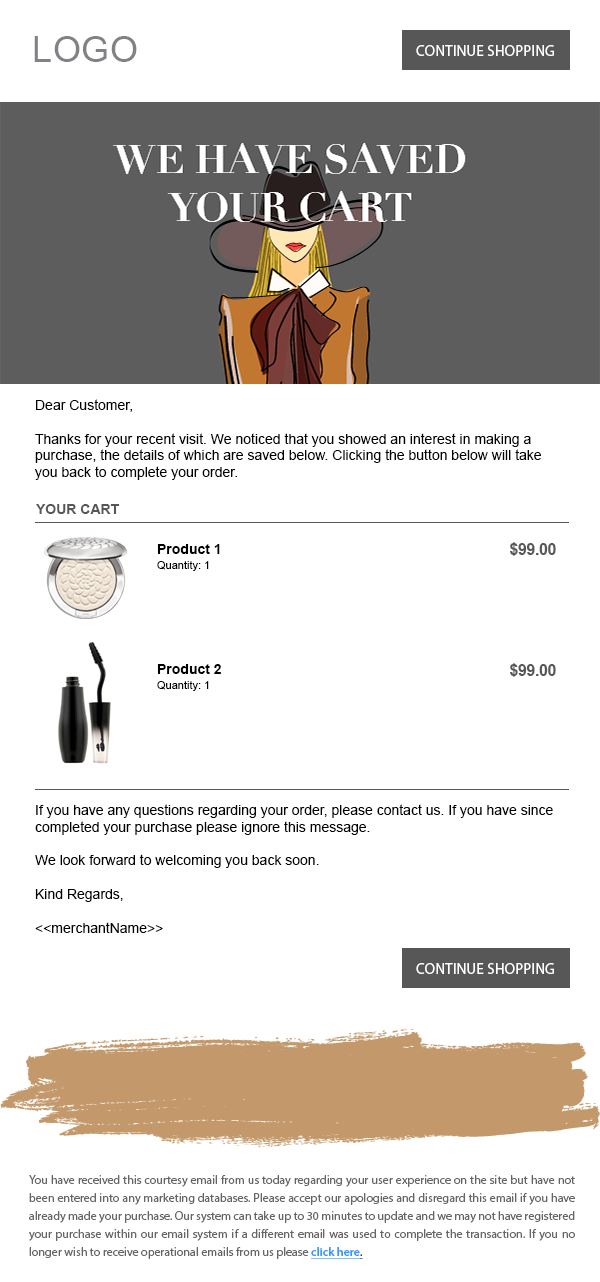 LOGO
CONTINUE SHOPPING
WE HAVE SAVED
YOUR CART
Dear Customer,
Thanks for your recent visit. We noticed that you showed an interest in making a
purchase, the details of which are saved below. Clicking the button below will take
you back to complete your order.
YOUR CART
Product 1
$99.00
Quantity: 1
Product 2
$99.00
Quantity: 1
If you have any questions regarding your order, please contact us. If you have since
completed your purchase please ignore this message.
We look forward to welcoming you back soon.
Kind Regards,
<<merchantName>>
CONTINUE SHOPPING
You have received this courtesy email from us today regarding your user experience on the site but have not
been entered into any marketing databases. Please accept our apologies and disregard this email if you have
already made your purchase. Our system can take up to 30 minutes to update and we may not have registered
your purchase within our email system if a different email was used to complete the transaction. If you no
longer wish to receive operational emails from us please click here.